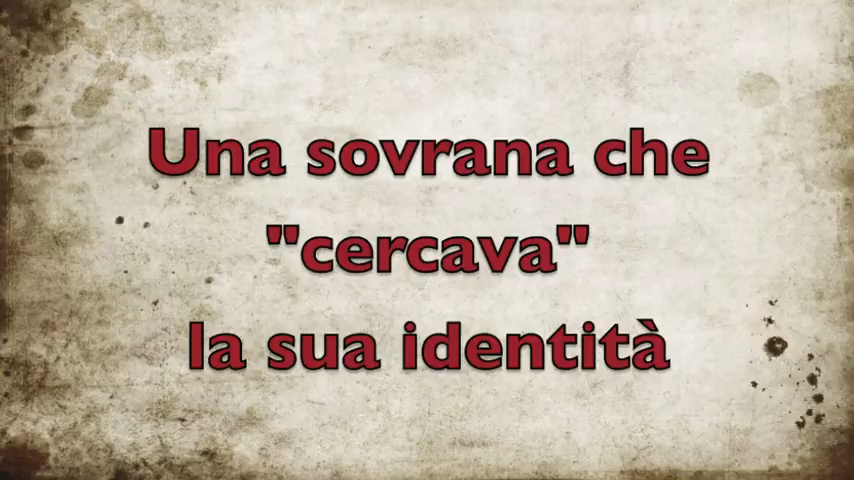 Una sovrana che
"cercava"
la sua identità